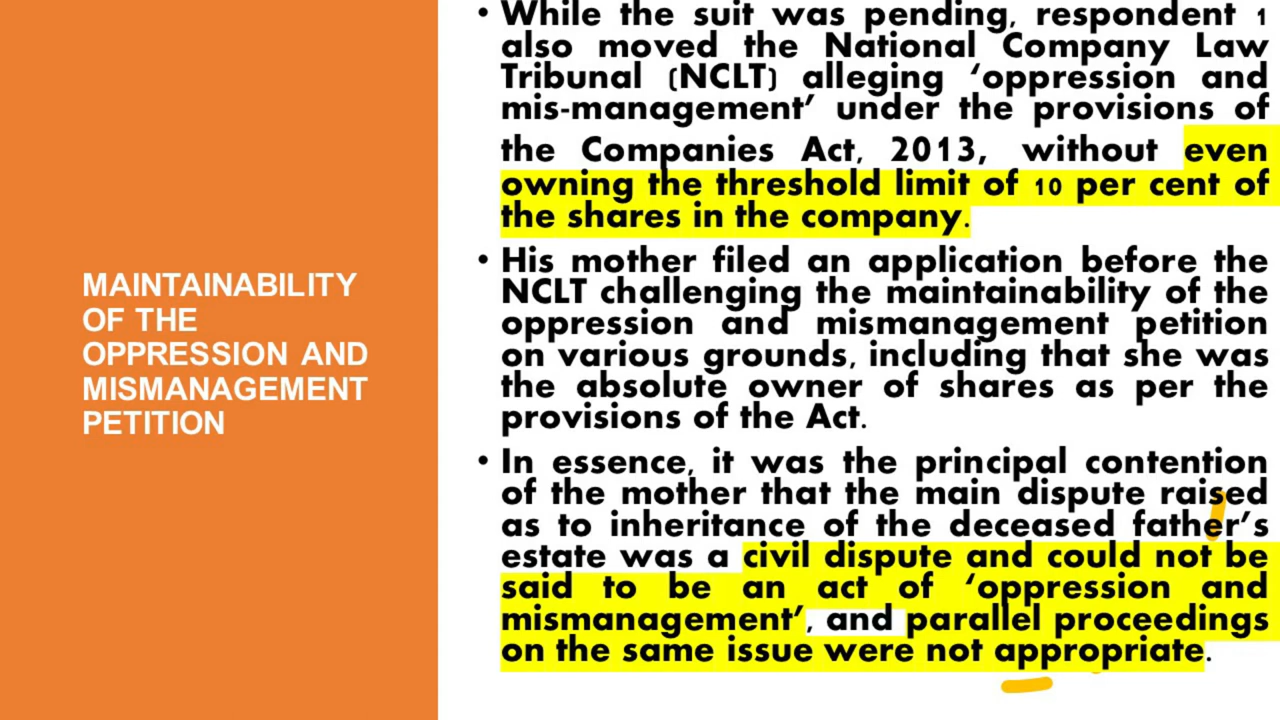 MAINTAINABILITY
OF THE
OPPRESSION AND
MISMANAGEMENT
PETITION
• While the suit was pending, respondent 1
also moved the National Company Law
Tribunal (NCLT) alleging ‘oppression and
mis-management’ under the provisions of
the Companies Act, 2013, without even
owning the threshold limit of 10 per cent of
the shares in the company.
• His mother filed an application before the
NCLT challenging the maintainability of the
oppression and mismanagement petition
on various grounds, including that she was
the absolute owner of shares as per the
provisions of the Act.
• In essence, it was the principal contention
of the mother that the main dispute raised
as to inheritance of the deceased father’s
estate was a civil dispute and could not be
said to be an act of ‘oppression and
mismanagement’, and parallel proceedings
on the same issue were not appropriate.